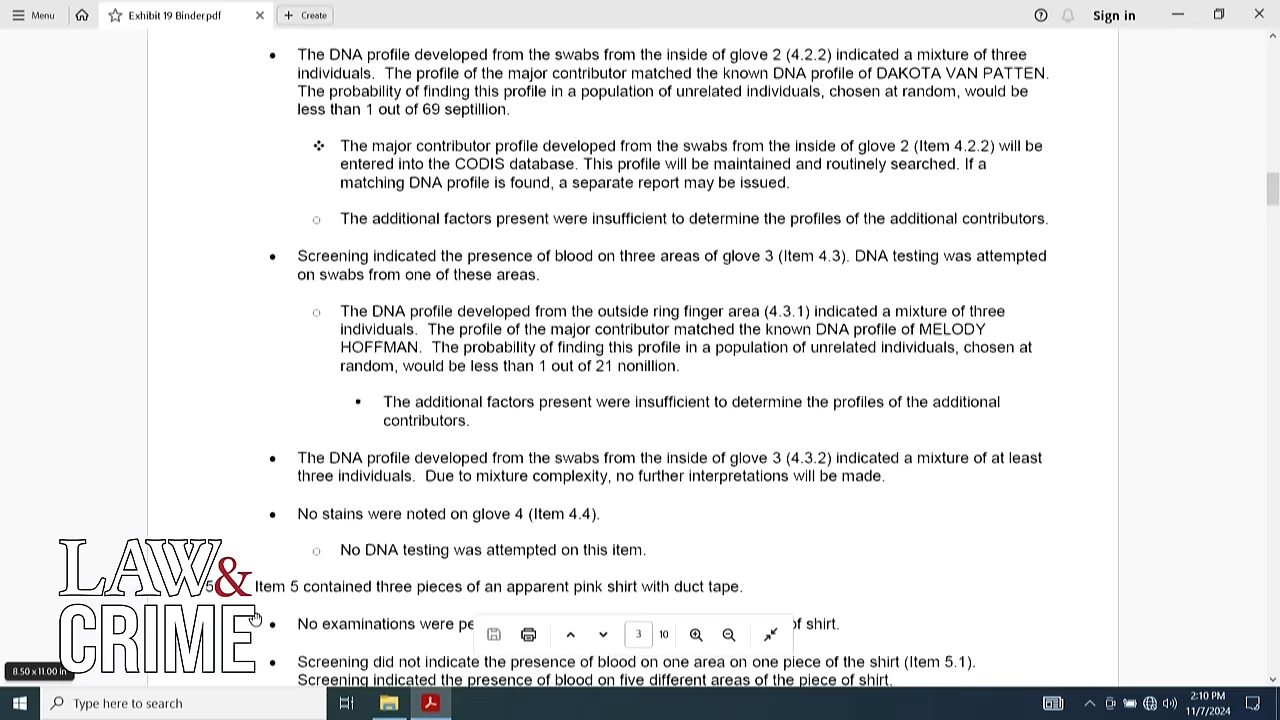 Menu
Exhibit 19 Binder.pdf
Create
Sign in
• The DNA profile developed from the swabs from the inside of glove 2 (4.2.2) indicated a mixture of three
individuals. The profile of the major contributor matched the known DNA profile of DAKOTA VAN PATTEN.
The probability of finding this profile in a population of unrelated individuals, chosen at random, would be
less than 1 out of 69 septillion.
❖ The major contributor profile developed from the swabs from the inside of glove 2 (Item 4.2.2) will be
entered into the CODIS database. This profile will be maintained and routinely searched. If a
matching DNA profile is found, a separate report may be issued.
○ The additional factors present were insufficient to determine the profiles of the additional contributors.
• Screening indicated the presence of blood on three areas of glove 3 (Item 4.3). DNA testing was attempted
on swabs from one of these areas.
○ The DNA profile developed from the outside ring finger area (4.3.1) indicated a mixture of three
individuals. The profile of the major contributor matched the known DNA profile of MELODY
HOFFMAN. The probability of finding this profile in a population of unrelated individuals, chosen at
random, would be less than 1 out of 21 nonillion.
▪ The additional factors present were insufficient to determine the profiles of the additional
contributors.
• The DNA profile developed from the swabs from the inside of glove 3 (4.3.2) indicated a mixture of at least
three individuals. Due to mixture complexity, no further interpretations will be made.
• No stains were noted on glove 4 (Item 4.4).
○ No DNA testing was attempted on this item.
Item 5 contained three pieces of an apparent pink shirt with duct tape.
• No examinations were pe
of shirt.
3 10
• Screening did not indicate the presence of blood on one area on one piece of the shirt (Item 5.1).
Screening indicated the presence of blood on five different areas of the piece of shirt.
LAW&
CRIME
8.50 x 11.00 in
Type here to search
2:10 PM
11/7/2024